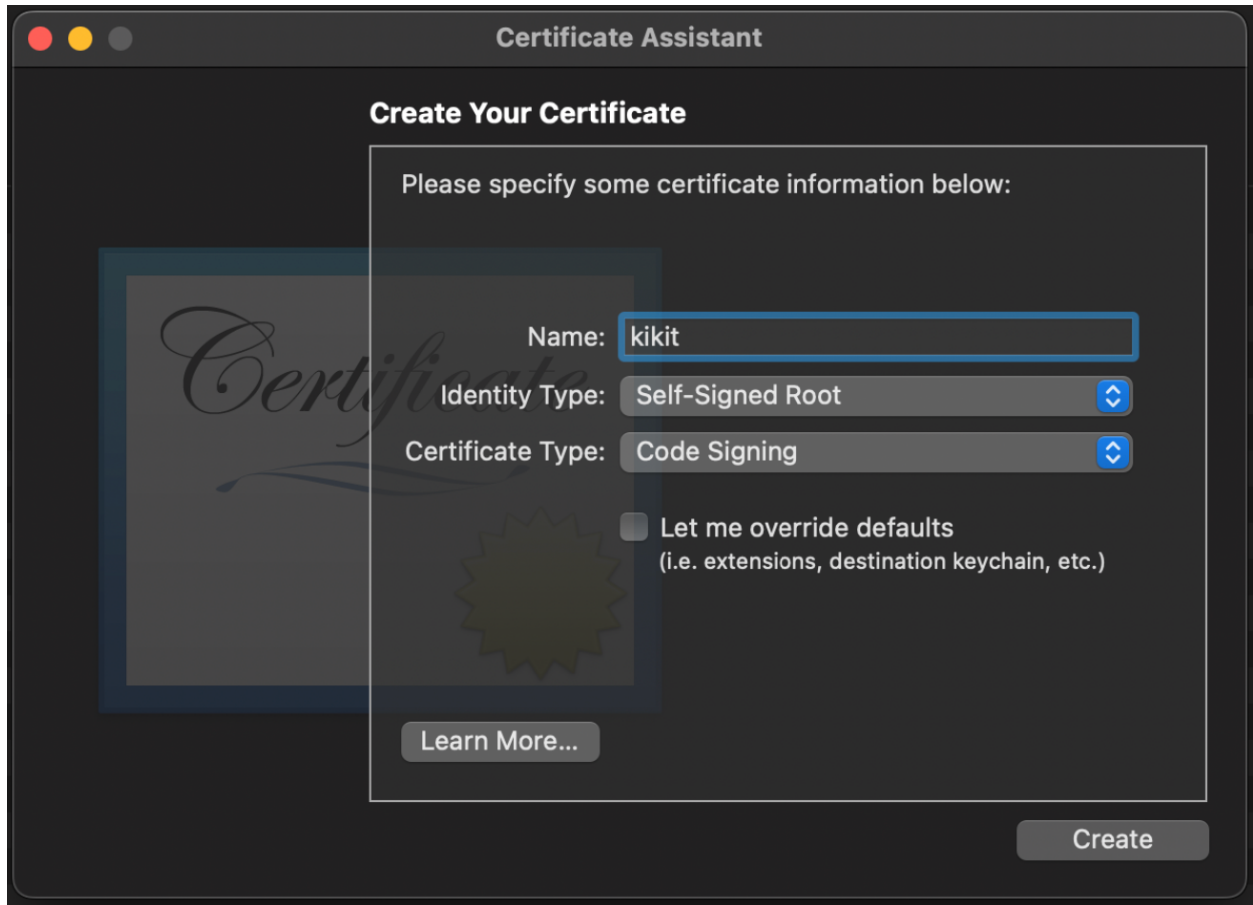 Certificate Assistant
Create Your Certificate
Please specify some certificate information below:
Certificate
Name: kikit
Identity Type: Self-Signed Root
Certificate Type: Code Signing
Let me override defaults
(i.e. extensions, destination keychain, etc.)
Learn More...
Create